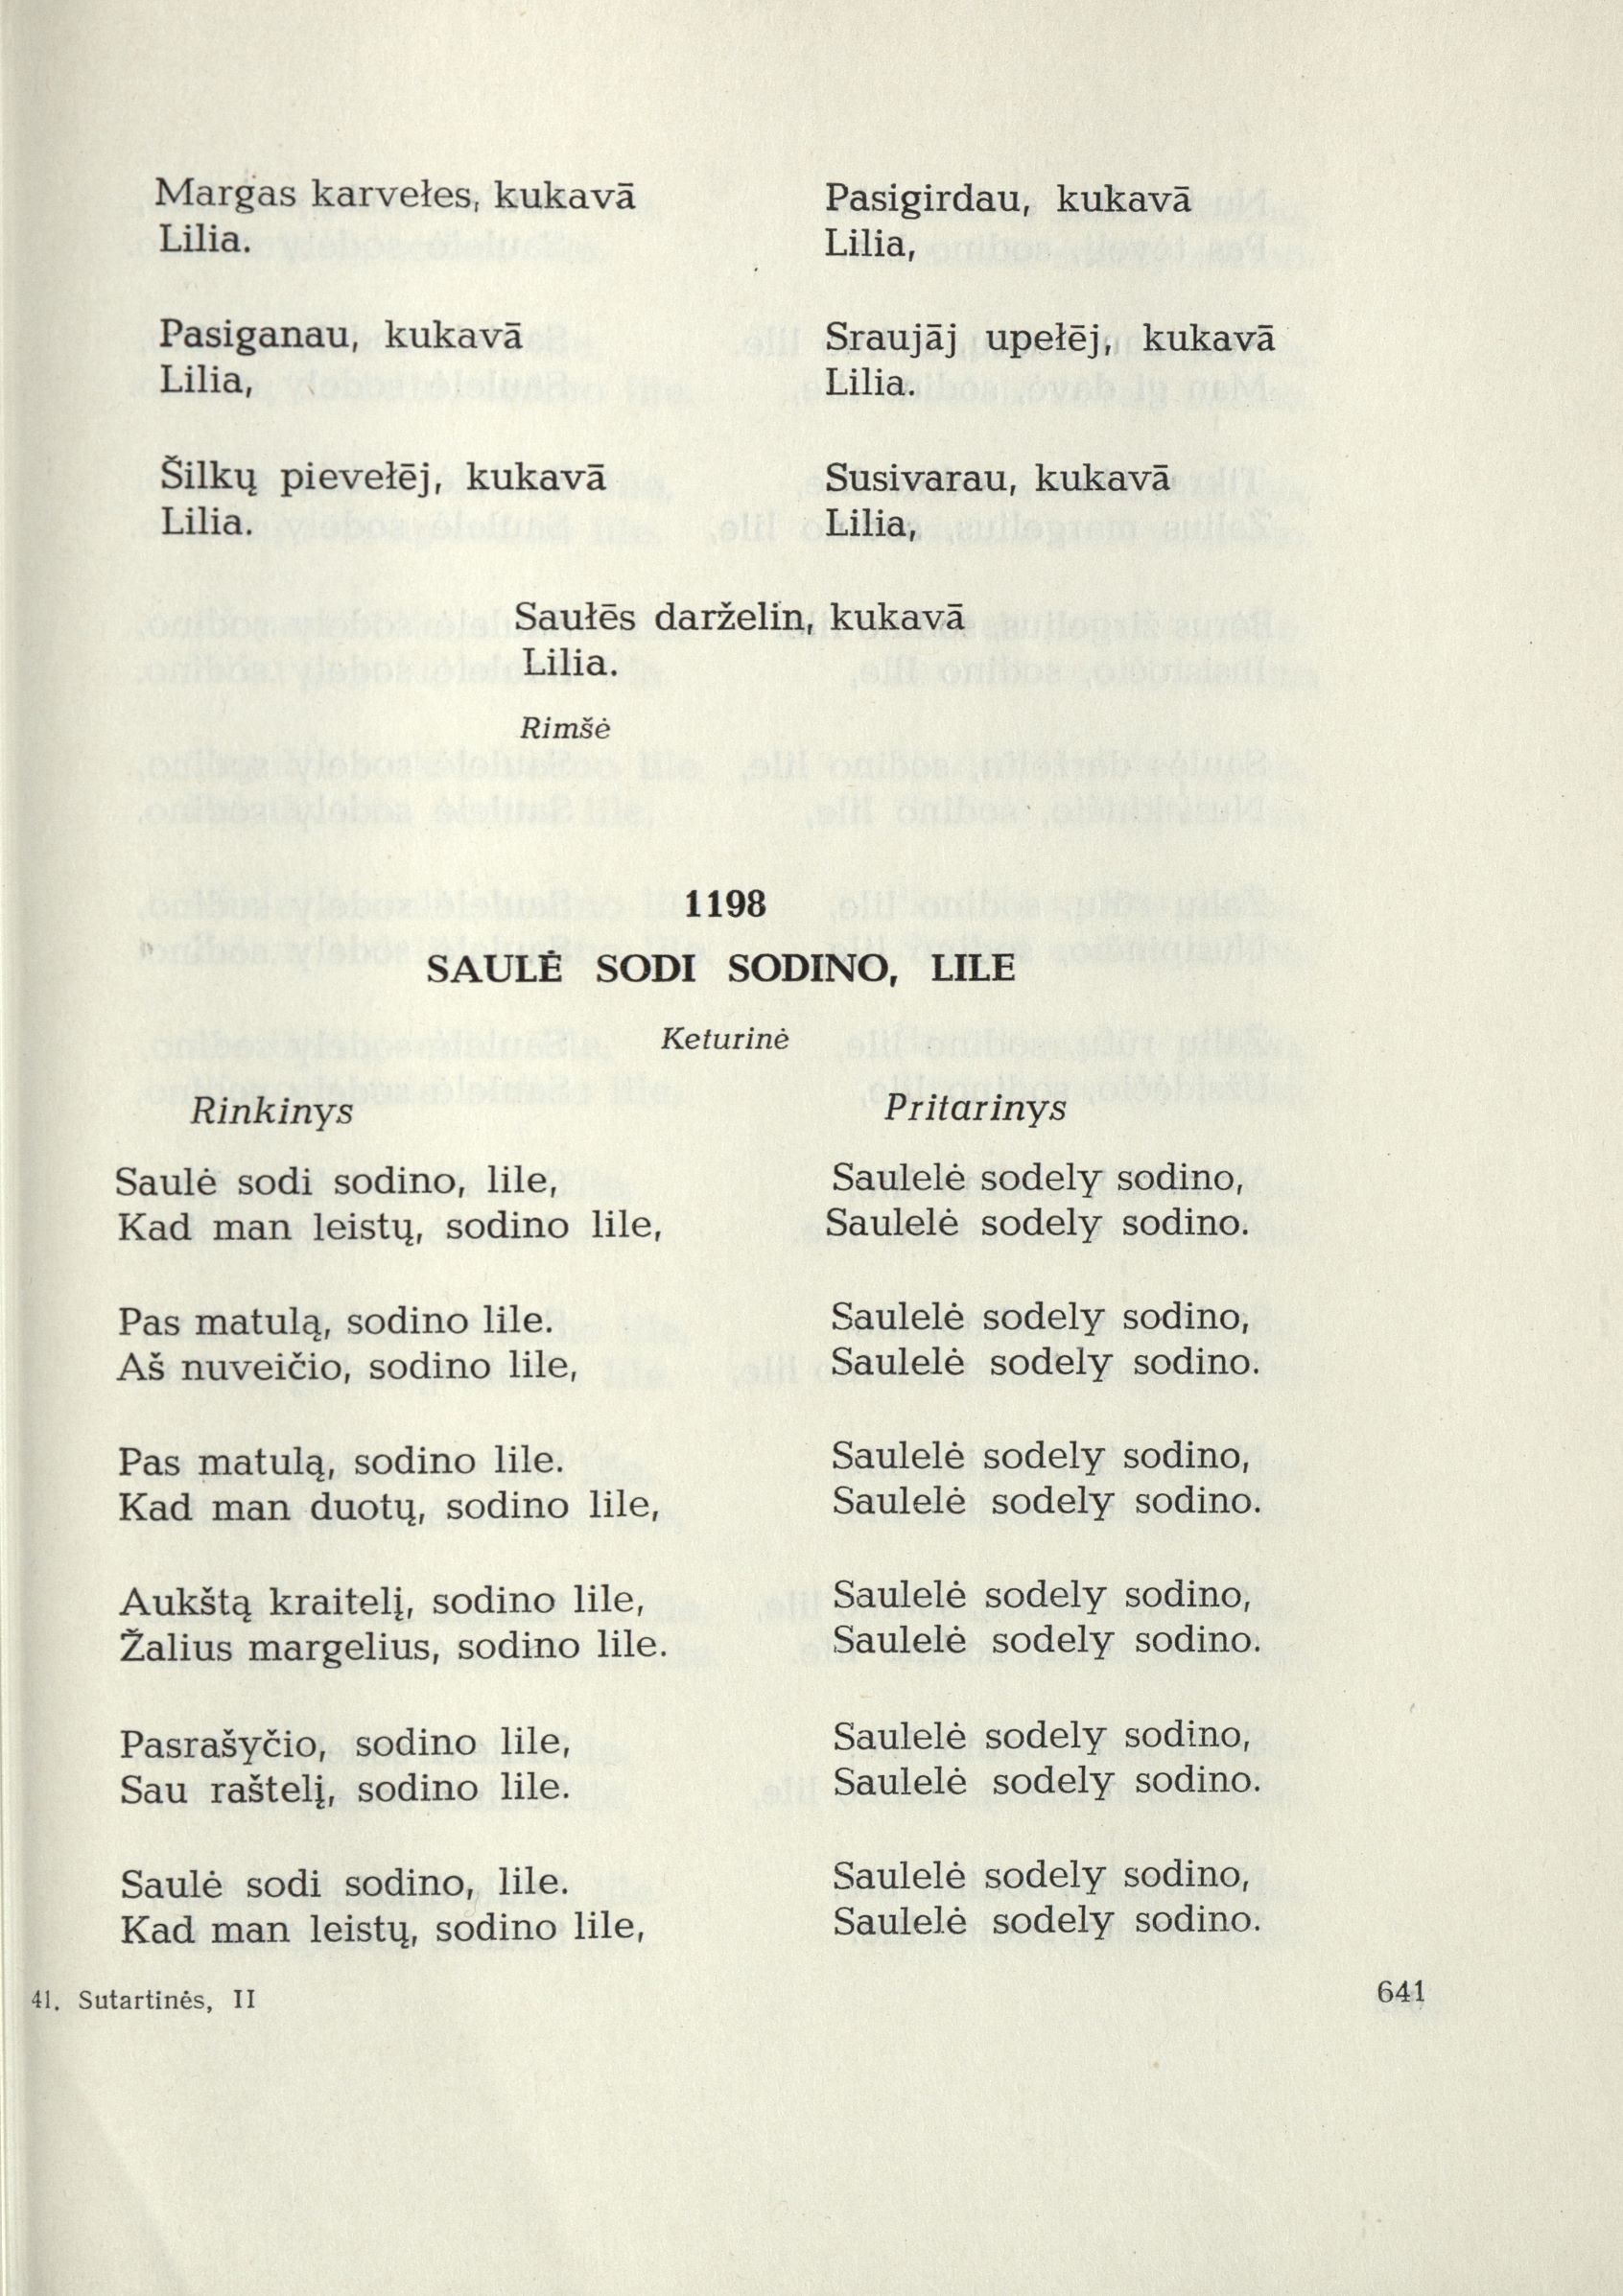 Margas karvełes, kukavā
Lilia.
Pasiganau, kukavā
Lilia,
Šilkų pievełēj, kukavā
Lilia.
Pasigirdau, kukavā
Lilia,
Sraujāj upełēj, kukavā
Lilia.
Susivarau, kukavā
Lilia,
Saułēs darželin, kukavā
Lilia.
Rimšė
1198
SAULĖ SODI SODINO, LILE
Keturinė
Rinkinys
Saulė sodi sodino, lile,
Kad man leistų, sodino lile,
Pas matulą, sodino lile.
Aš nuveičio, sodino lile,
Pas matulą, sodino lile.
Kad man duotų, sodino lile,
Aukštą kraitelį, sodino lile,
Žalius margelius, sodino lile.
Pasrašyčio, sodino lile,
Sau raštelį, sodino lile.
Saulė sodi sodino, lile.
Kad man leistų, sodino lile,
Pritarinys
Saulelė sodely sodino,
Saulelė sodely sodino.
Saulelė sodely sodino,
Saulelė sodely sodino.
Saulelė sodely sodino,
Saulelė sodely sodino.
Saulelė sodely sodino,
Saulelė sodely sodino.
Saulelė sodely sodino,
Saulelė sodely sodino.
Saulelė sodely sodino,
Saulelė sodely sodino.
41. Sutartinės, II
641